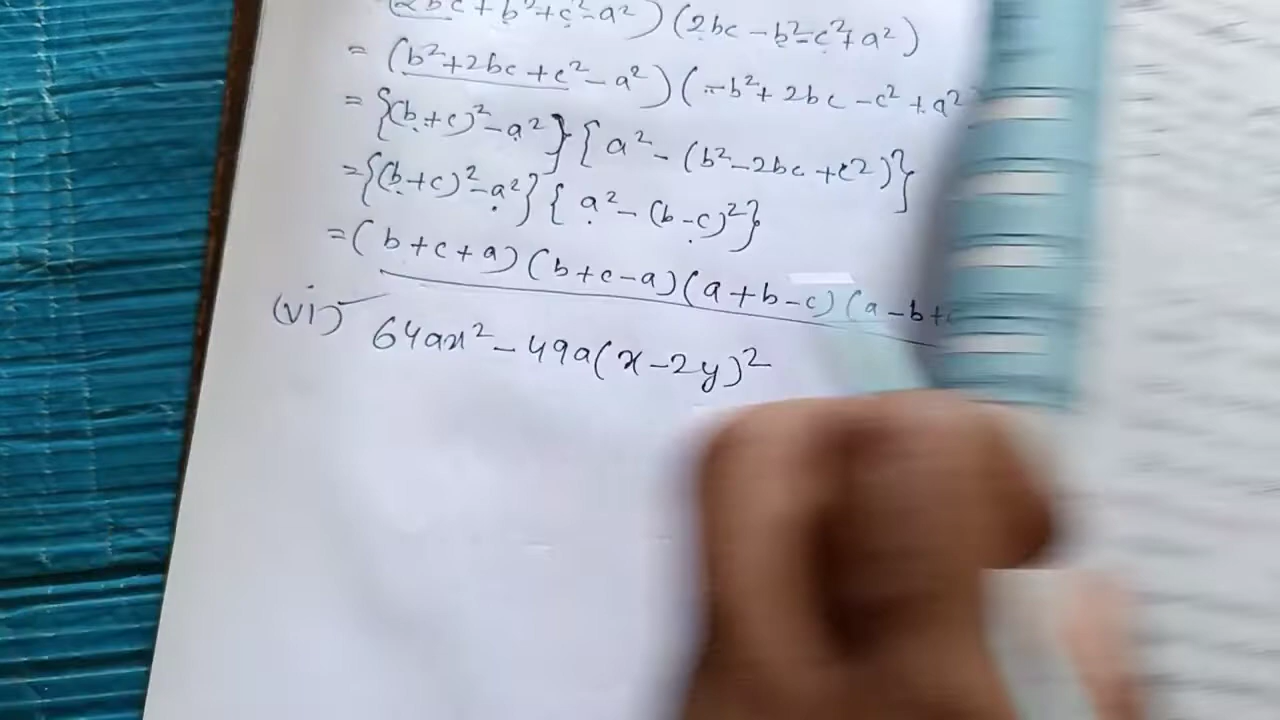 (2bc + b²+c²-a²) (2bc - b²-c²+a²)
= (b²+2bc+c²-a²) (-b²+2bc-c²+a²
= {(b+c)²-a²} {a²-(b²-2bc+c²)}
= {(b+c)²-a²} {a²-(b-c)²}
= (b+c+a) (b+c-a) (a+b-c) (a-b+
(vi) 64ax²-49a(x-2y)²